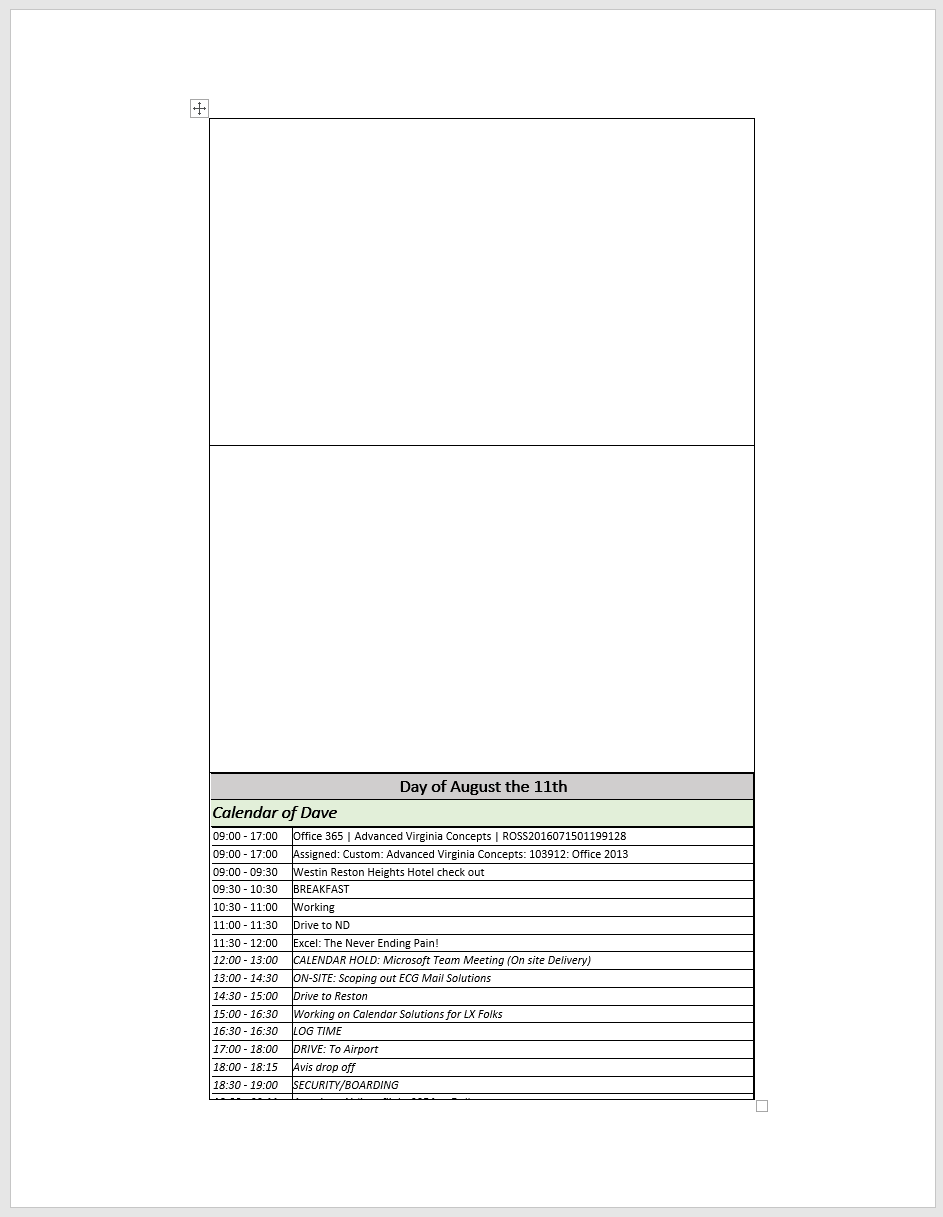 Day of August the 11th
Calendar of Dave
09:00 - 17:00 Office 365 | Advanced Virginia Concepts | ROSS2016071501199128
09:00 - 17:00 Assigned: Custom: Advanced Virginia Concepts: 103912: Office 2013
09:00 - 09:30 Westin Reston Heights Hotel check out
09:30 - 10:30 BREAKFAST
10:30 - 11:00 Working
11:00 - 11:30 Drive to ND
11:30 - 12:00 Excel: The Never Ending Pain!
12:00 - 13:00 CALENDAR HOLD: Microsoft Team Meeting (On site Delivery)
13:00 - 14:30 ON-SITE: Scoping out ECG Mail Solutions
14:30 - 15:00 Drive to Reston
15:00 - 16:30 Working on Calendar Solutions for LX Folks
16:30 - 16:30 LOG TIME
17:00 - 18:00 DRIVE: To Airport
18:00 - 18:15 Avis drop off
18:30 - 19:00 SECURITY/BOARDING